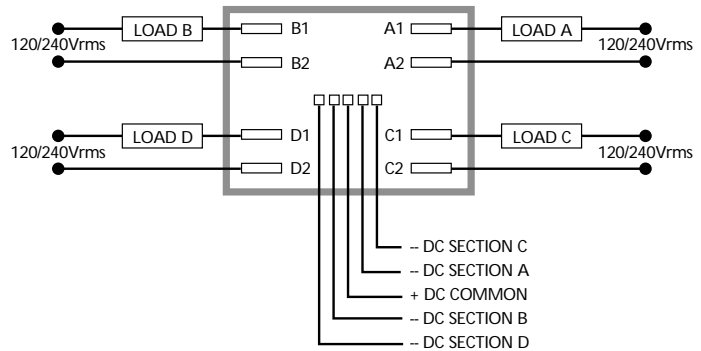 LOAD B B1 A1 LOAD A
120/240Vrms 120/240Vrms
B2 A2
LOAD D D1 C1 LOAD C
120/240Vrms 120/240Vrms
D2 C2
-- DC SECTION C
-- DC SECTION A
+ DC COMMON
-- DC SECTION B
-- DC SECTION D